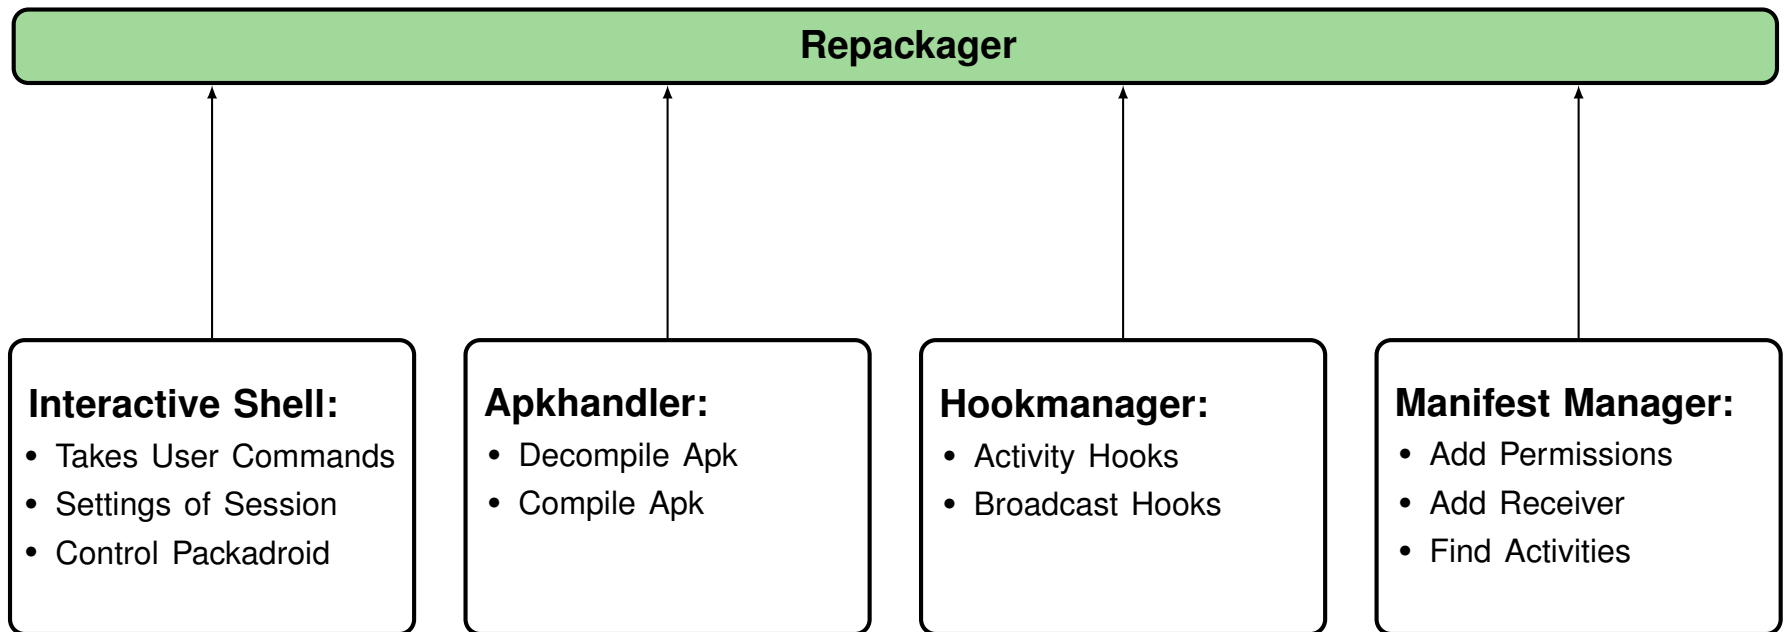 Repackager
Interactive Shell:
• Takes User Commands
• Settings of Session
• Control Packadroid
Apkhandler:
• Decompile Apk
• Compile Apk
Hookmanager:
• Activity Hooks
• Broadcast Hooks
Manifest Manager:
• Add Permissions
• Add Receiver
• Find Activities